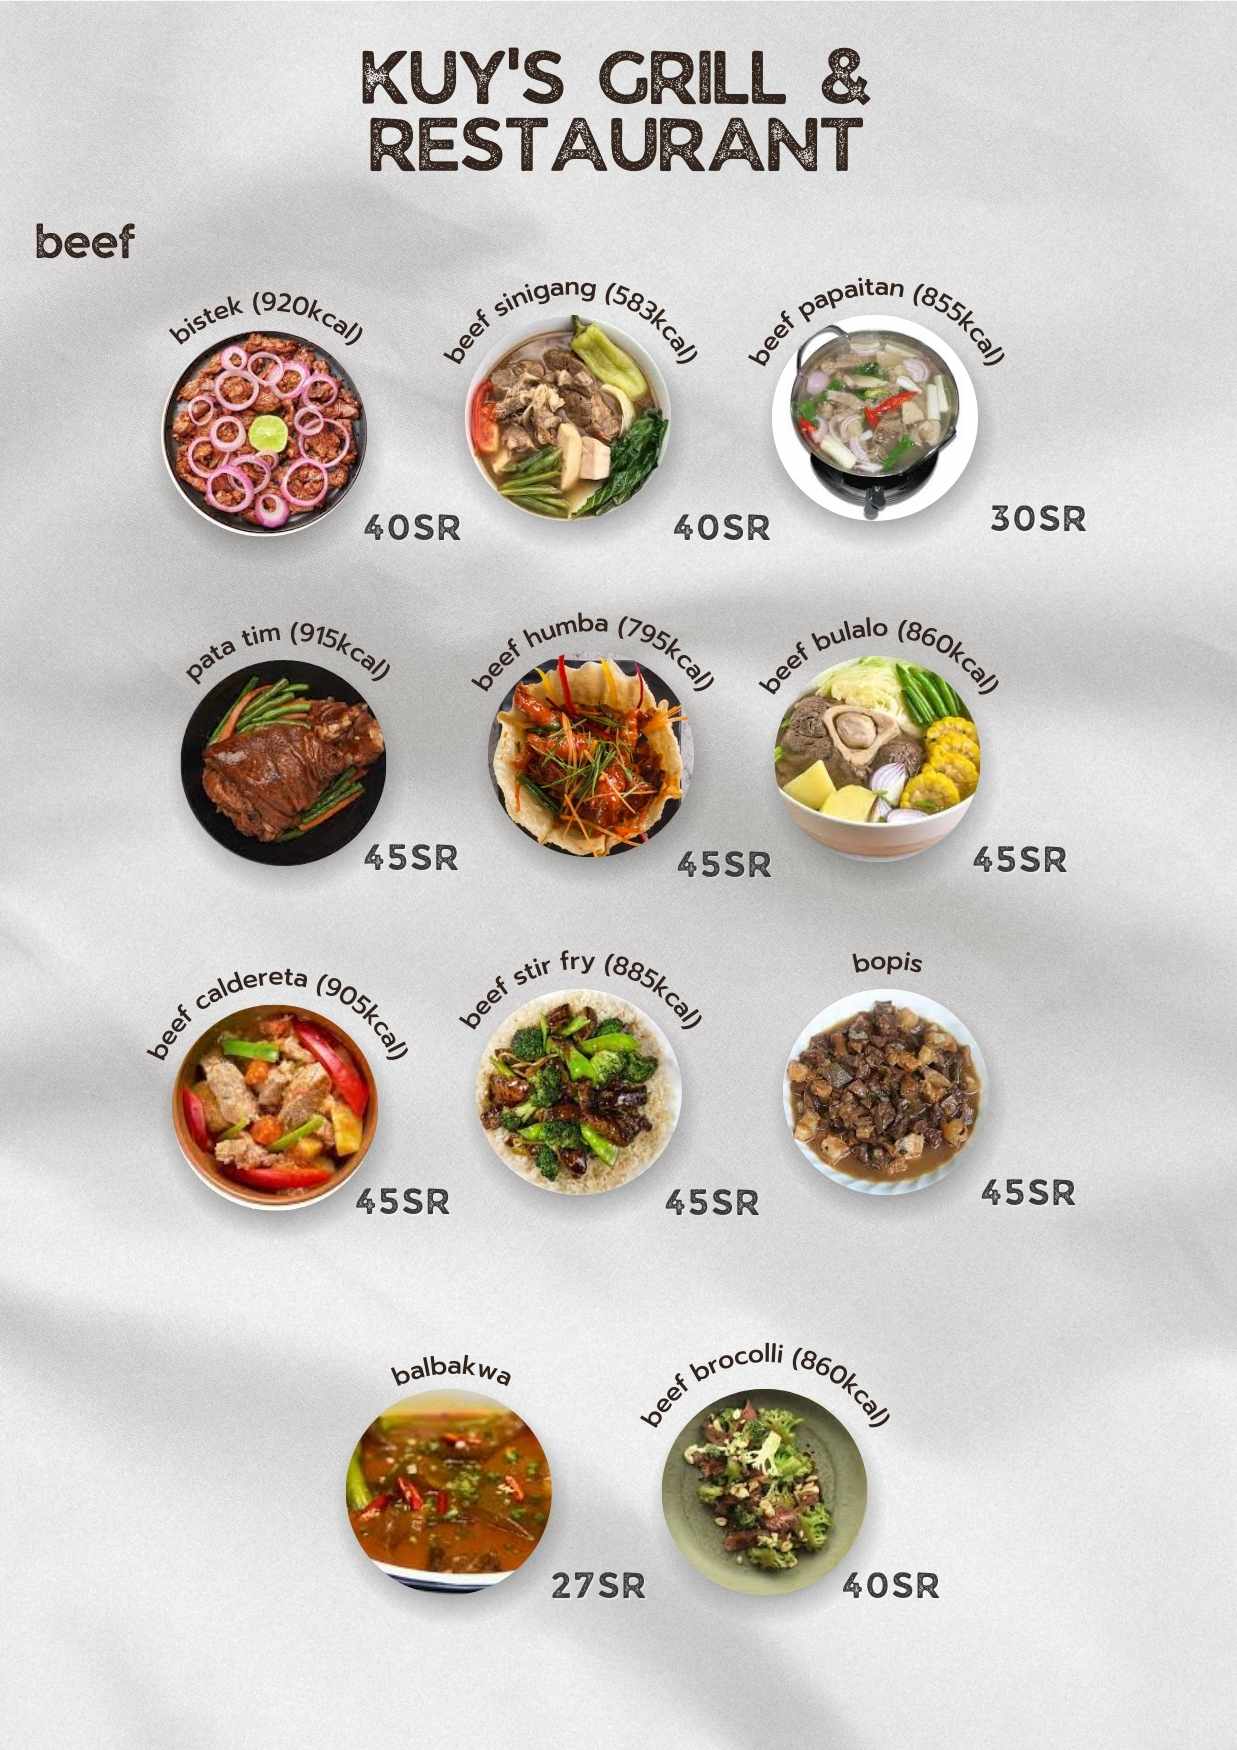 KUY'S GRILL &
RESTAURANT
beef
bistek (920kcal)
40SR
beef sinigang (583kcal)
40SR
beef papaitan (855kcal)
30SR
pata tim (915kcal)
45SR
beef humba (795kcal)
45SR
beef bulalo (860kcal)
45SR
beef caldereta (905kcal)
45SR
beef stir fry (885kcal)
45SR
bopis
45SR
balbakwa
27SR
beef brocolli (860kcal)
40SR